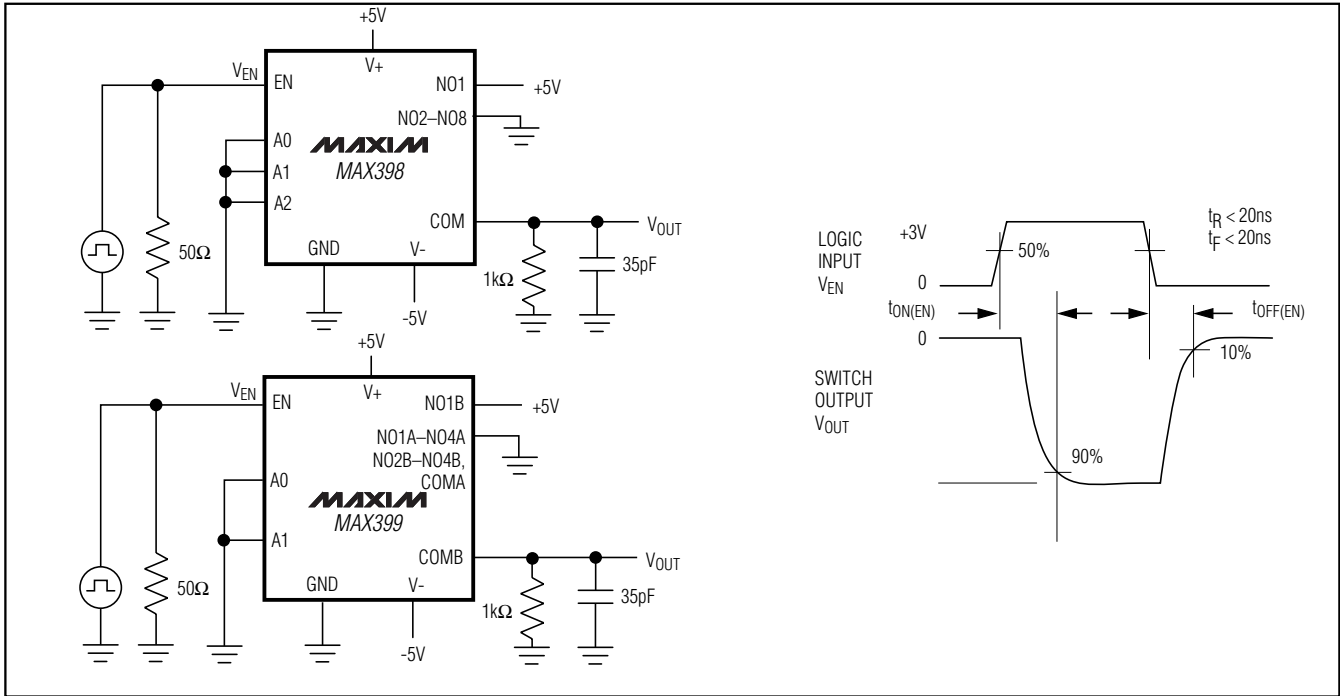 +5V
V+
VEN
EN
NO1
+5V
NO2–NO8
A0
MAXIM
MAX398
A1
A2
COM
VOUT
50Ω
GND
V-
1kΩ
35pF
-5V
+5V
V+
VEN
EN
NO1B
+5V
NO1A–NO4A
NO2B–NO4B,
COMA
A0
MAXIM
MAX399
A1
COMB
VOUT
50Ω
GND
V-
1kΩ
35pF
-5V
LOGIC
INPUT
VEN
+3V
50%
0
tR < 20ns
tF < 20ns
tON(EN)
tOFF(EN)
0
SWITCH
OUTPUT
VOUT
10%
90%